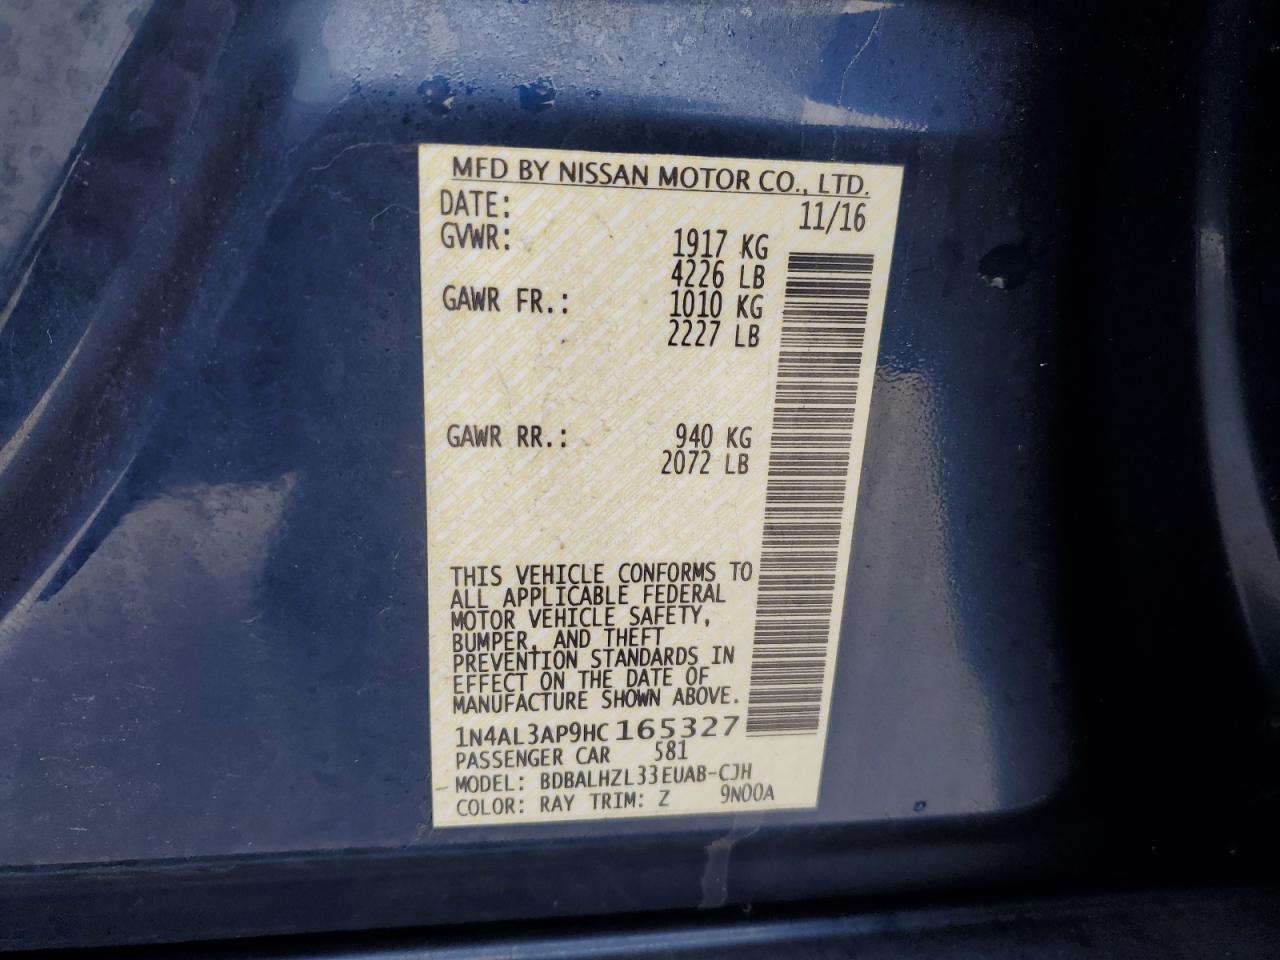 MFD BY NISSAN MOTOR CO., LTD.
DATE: 11/16
GVWR: 1917 KG
4226 LB
GAWR FR.: 1010 KG
2227 LB
GAWR RR.: 940 KG
2072 LB
THIS VEHICLE CONFORMS TO
ALL APPLICABLE FEDERAL
MOTOR VEHICLE SAFETY,
BUMPER, AND THEFT
PREVENTION STANDARDS IN
EFFECT ON THE DATE OF
MANUFACTURE SHOWN ABOVE.
1N4AL3AP9HC165327
PASSENGER CAR 581
MODEL: BDBALHZL33EUAB-CJH
COLOR: RAY TRIM: Z 9N00A